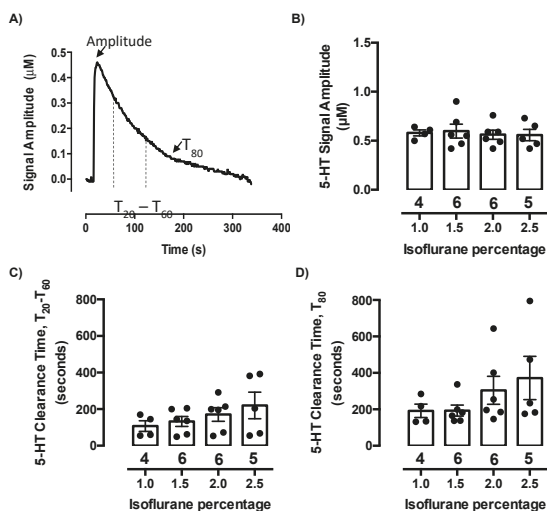 A)
Amplitude
Signal Amplitude (µM)
0.5
0.4
0.3
0.2
0.1
0.0
T80
T20 – T60
0 100 200 300 400
Time (s)
B)
5-HT Signal Amplitude
(µM)
1.5
1.0
0.5
0.0
4 6 6 5
1.0 1.5 2.0 2.5
Isoflurane percentage
C)
5-HT Clearance Time, T20-T60
(seconds)
800
600
400
200
0
4 6 6 5
1.0 1.5 2.0 2.5
Isoflurane percentage
D)
5-HT Clearance Time, T80
(seconds)
800
600
400
200
0
4 6 6 5
1.0 1.5 2.0 2.5
Isoflurane percentage